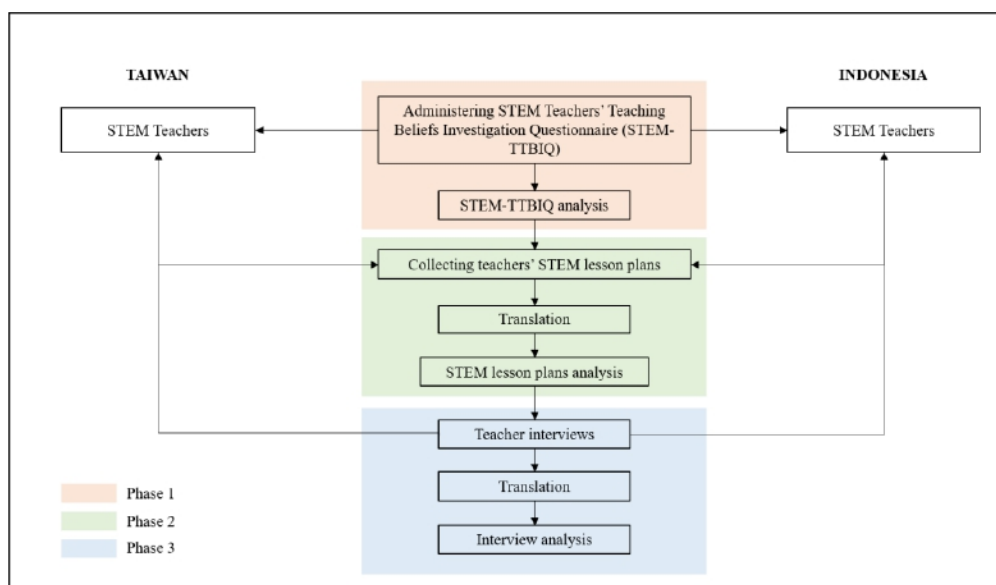 TAIWAN
INDONESIA
STEM Teachers
Administering STEM Teachers' Teaching
Beliefs Investigation Questionnaire (STEM-
TTBIQ)
STEM Teachers
STEM-TTBIQ analysis
Collecting teachers' STEM lesson plans
Translation
STEM lesson plans analysis
Teacher interviews
Translation
Interview analysis
Phase 1
Phase 2
Phase 3